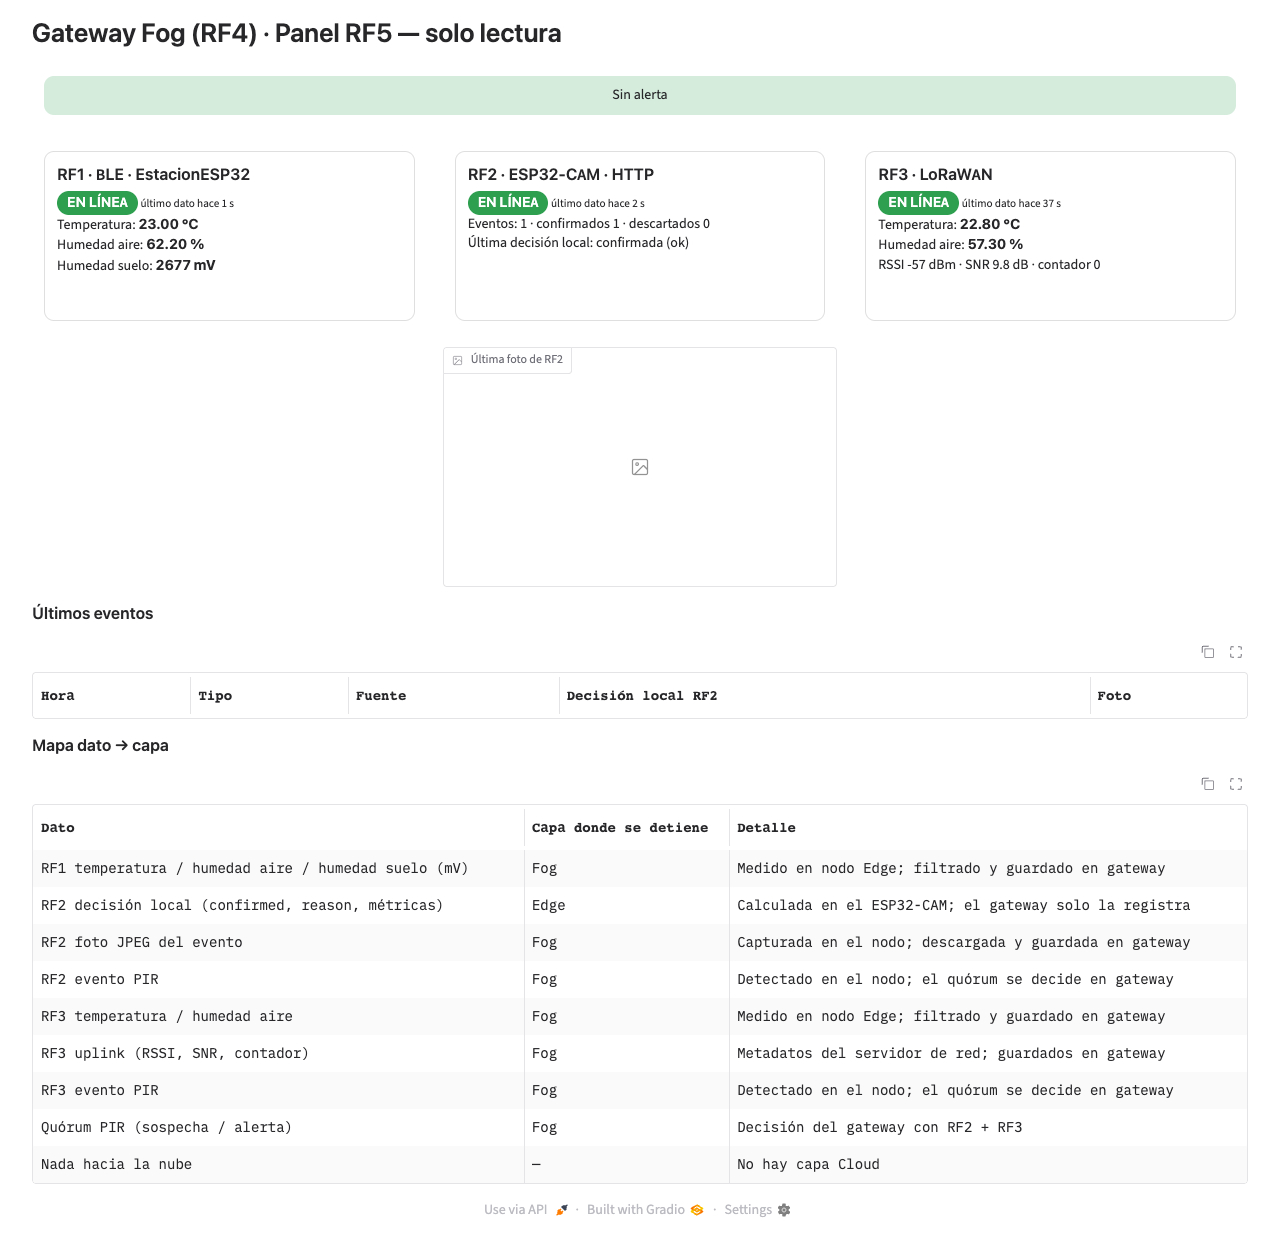 Gateway Fog (RF4) · Panel RF5 — solo lectura
Sin alerta
RF1 · BLE · EstacionESP32
EN LÍNEA último dato hace 1 s
Temperatura: 23.00 °C
Humedad aire: 62.20 %
Humedad suelo: 2677 mV
RF2 · ESP32-CAM · HTTP
EN LÍNEA último dato hace 2 s
Eventos: 1 · confirmados 1 · descartados 0
Última decisión local: confirmada (ok)
RF3 · LoRaWAN
EN LÍNEA último dato hace 37 s
Temperatura: 22.80 °C
Humedad aire: 57.30 %
RSSI -57 dBm · SNR 9.8 dB · contador 0
Última foto de RF2
Últimos eventos
Hora Tipo Fuente Decisión local RF2 Foto
Mapa dato → capa
Dato Capa donde se detiene Detalle
RF1 temperatura / humedad aire / humedad suelo (mV) Fog Medido en nodo Edge; filtrado y guardado en gateway
RF2 decisión local (confirmed, reason, métricas) Edge Calculada en el ESP32-CAM; el gateway solo la registra
RF2 foto JPEG del evento Fog Capturada en el nodo; descargada y guardada en gateway
RF2 evento PIR Fog Detectado en el nodo; el quórum se decide en gateway
RF3 temperatura / humedad aire Fog Medido en nodo Edge; filtrado y guardado en gateway
RF3 uplink (RSSI, SNR, contador) Fog Metadatos del servidor de red; guardados en gateway
RF3 evento PIR Fog Detectado en el nodo; el quórum se decide en gateway
Quórum PIR (sospecha / alerta) Fog Decisión del gateway con RF2 + RF3
Nada hacia la nube — No hay capa Cloud
Use via API · Built with Gradio · Settings